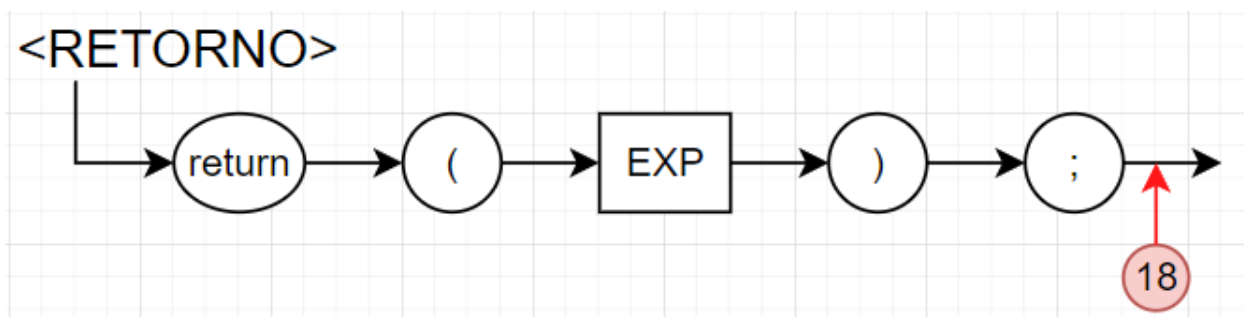 <RETORNO>
return ( EXP ) ;
18